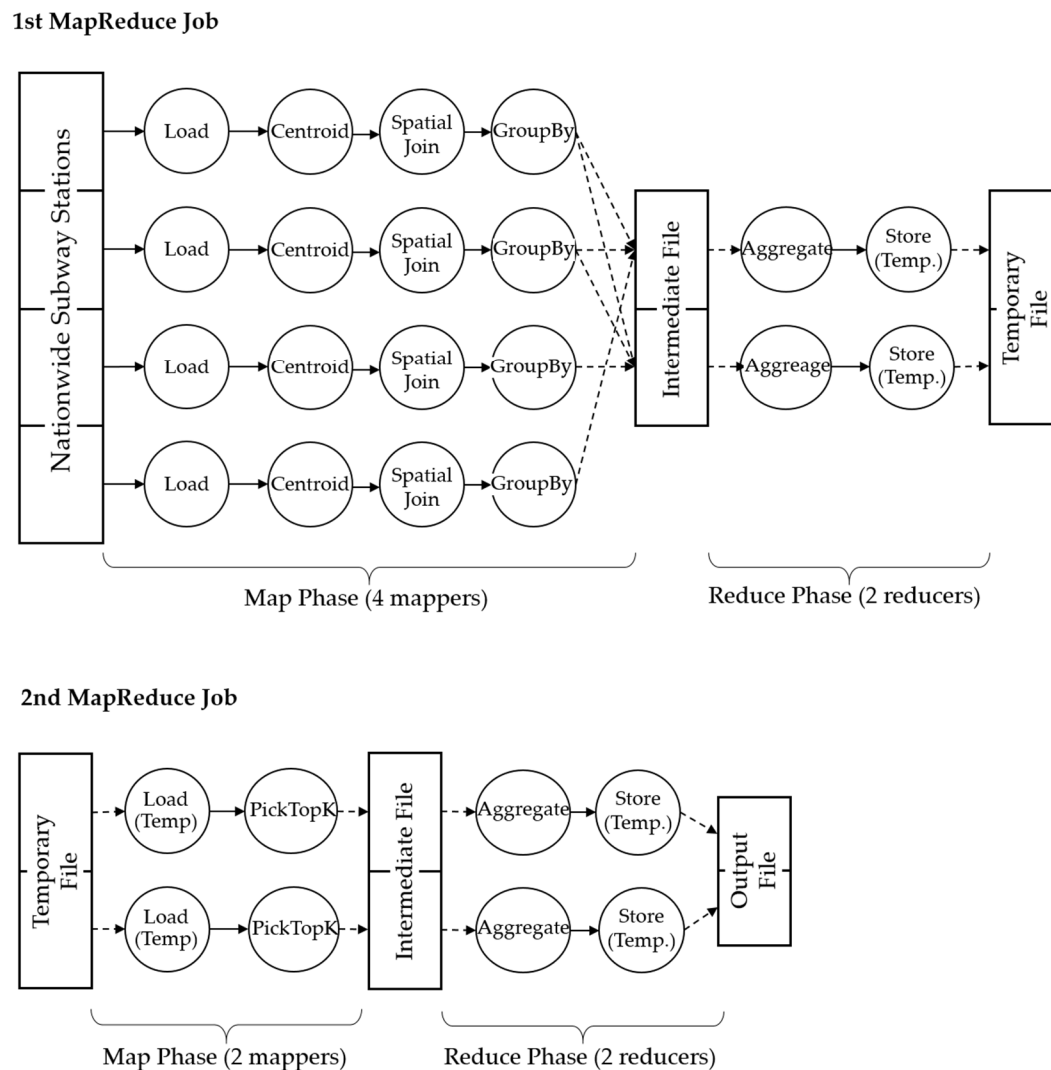 1st MapReduce Job
Nationwide Subway Stations
Load
Centroid
Spatial
Join
GroupBy
Load
Centroid
Spatial
Join
GroupBy
Load
Centroid
Spatial
Join
GroupBy
Load
Centroid
Spatial
Join
GroupBy
Intermediate File
Aggregate
Store
(Temp.)
Aggreage
Store
(Temp.)
Temporary
File
Map Phase (4 mappers)
Reduce Phase (2 reducers)
2nd MapReduce Job
Temporary
File
Load
(Temp)
PickTopK
Load
(Temp)
PickTopK
Intermediate File
Aggregate
Store
(Temp.)
Aggregate
Store
(Temp.)
Output
File
Map Phase (2 mappers)
Reduce Phase (2 reducers)